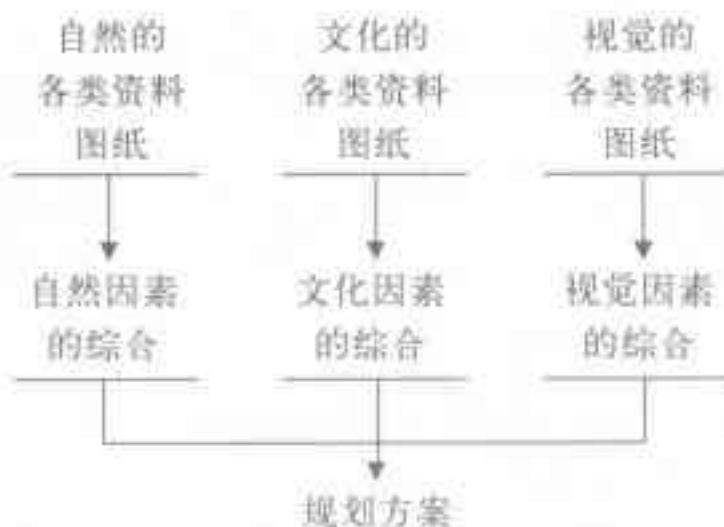 自然的
各类资料
图纸
文化的
各类资料
图纸
视觉的
各类资料
图纸
自然因素
的综合
文化因素
的综合
视觉因素
的综合
规划方案